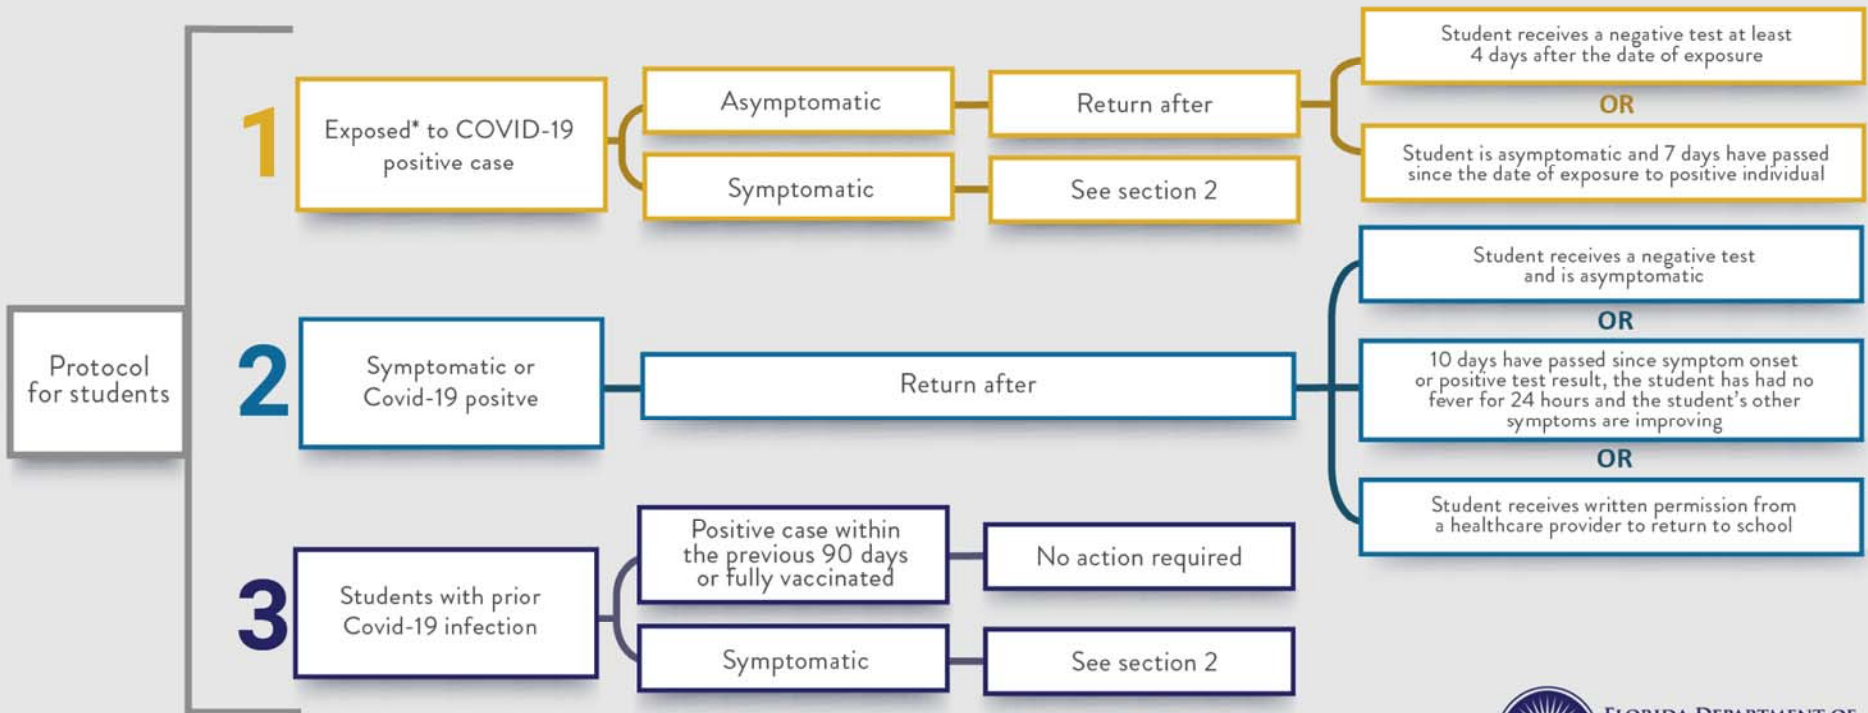 Protocol
for students
1
Exposed* to COVID-19
positive case
Asymptomatic
Return after
Student receives a negative test at least
4 days after the date of exposure
OR
Student is asymptomatic and 7 days have passed
since the date of exposure to positive individual
Symptomatic
See section 2
2
Symptomatic or
Covid-19 positve
Return after
Student receives a negative test
and is asymptomatic
OR
10 days have passed since symptom onset
or positive test result, the student has had no
fever for 24 hours and the student's other
symptoms are improving
OR
Student receives written permission from
a healthcare provider to return to school
3
Students with prior
Covid-19 infection
Positive case within
the previous 90 days
or fully vaccinated
No action required
Symptomatic
See section 2
FLORIDA DEPARTMENT OF